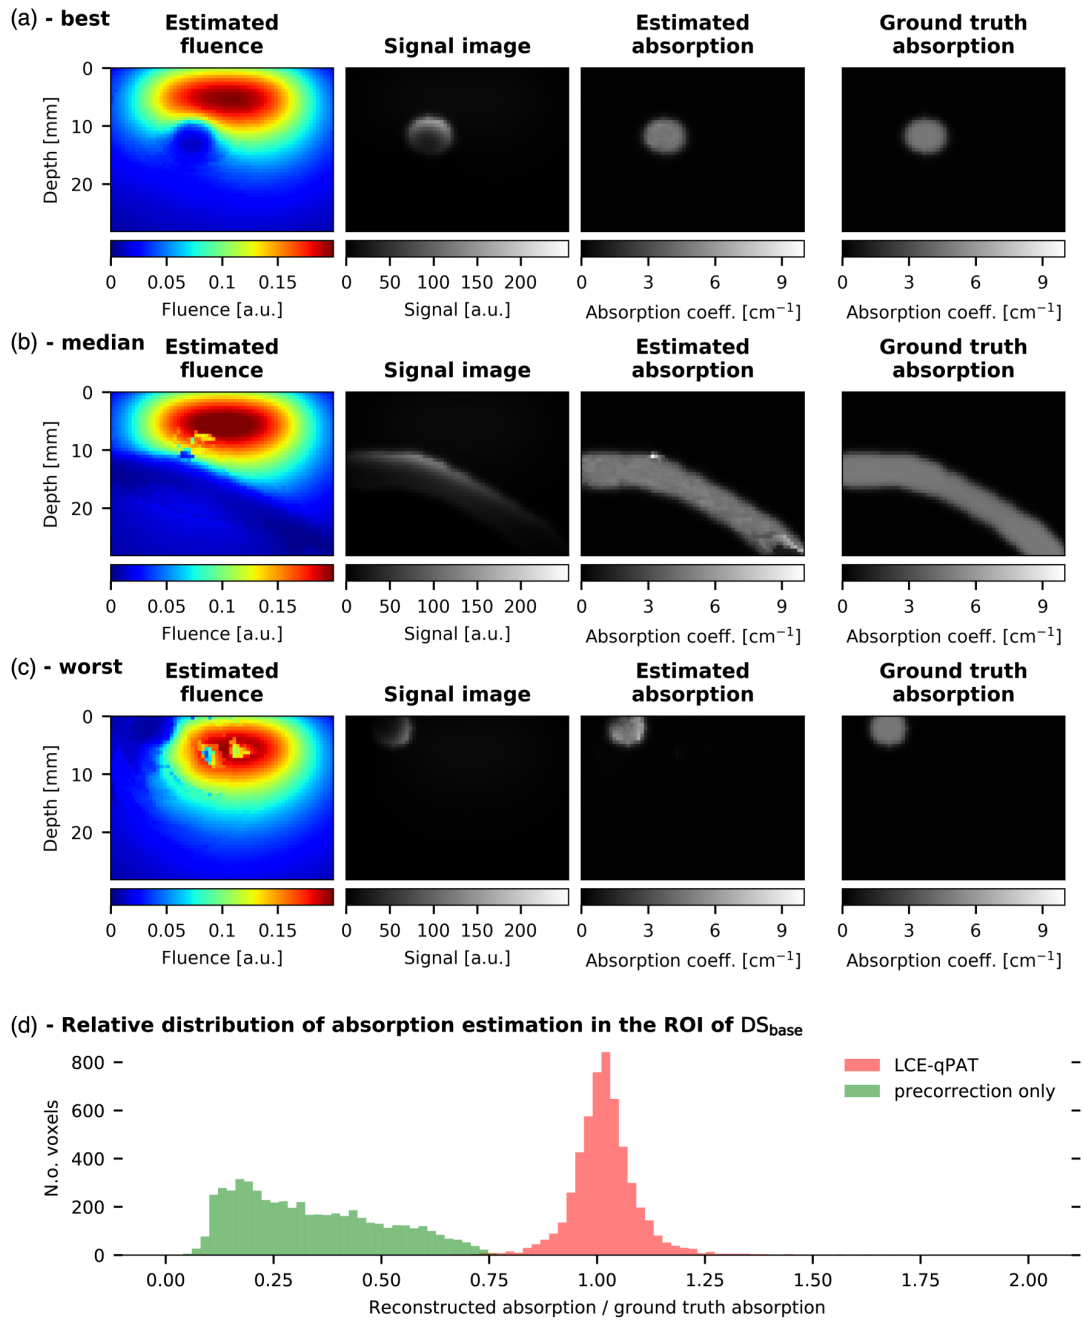 (a) - best
Estimated fluence
Signal image
Estimated absorption
Ground truth absorption
Depth [mm]
0
10
20
0 0.05 0.1 0.15
Fluence [a.u.]
0 50 100 150 200
Signal [a.u.]
0 3 6 9
Absorption coeff. [cm⁻¹]
0 3 6 9
Absorption coeff. [cm⁻¹]
(b) - median
Estimated fluence
Signal image
Estimated absorption
Ground truth absorption
Depth [mm]
0
10
20
0 0.05 0.1 0.15
Fluence [a.u.]
0 50 100 150 200
Signal [a.u.]
0 3 6 9
Absorption coeff. [cm⁻¹]
0 3 6 9
Absorption coeff. [cm⁻¹]
(c) - worst
Estimated fluence
Signal image
Estimated absorption
Ground truth absorption
Depth [mm]
0
10
20
0 0.05 0.1 0.15
Fluence [a.u.]
0 50 100 150 200
Signal [a.u.]
0 3 6 9
Absorption coeff. [cm⁻¹]
0 3 6 9
Absorption coeff. [cm⁻¹]
(d) - Relative distribution of absorption estimation in the ROI of DS_base
N.o. voxels
800
600
400
200
0
LCE-qPAT
precorrection only
0.00 0.25 0.50 0.75 1.00 1.25 1.50 1.75 2.00
Reconstructed absorption / ground truth absorption